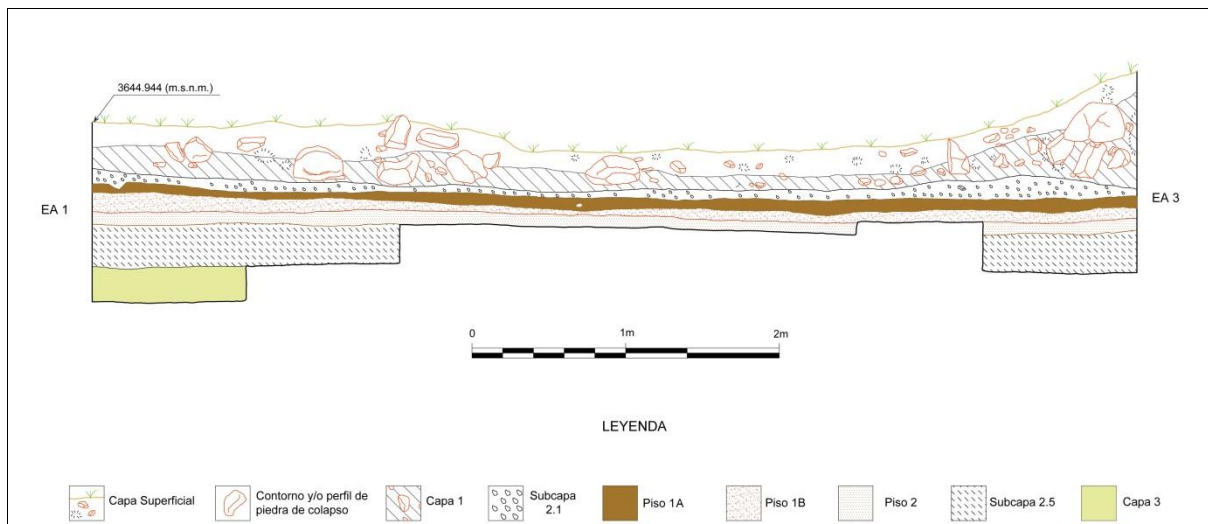 3644.944 (m.s.n.m.)
EA 1
EA 3
0
1m
2m
LEYENDA
Capa Superficial
Contorno y/o perfil de
piedra de colapso
Capa 1
Subcapa
2.1
Piso 1A
Piso 1B
Piso 2
Subcapa 2.5
Capa 3